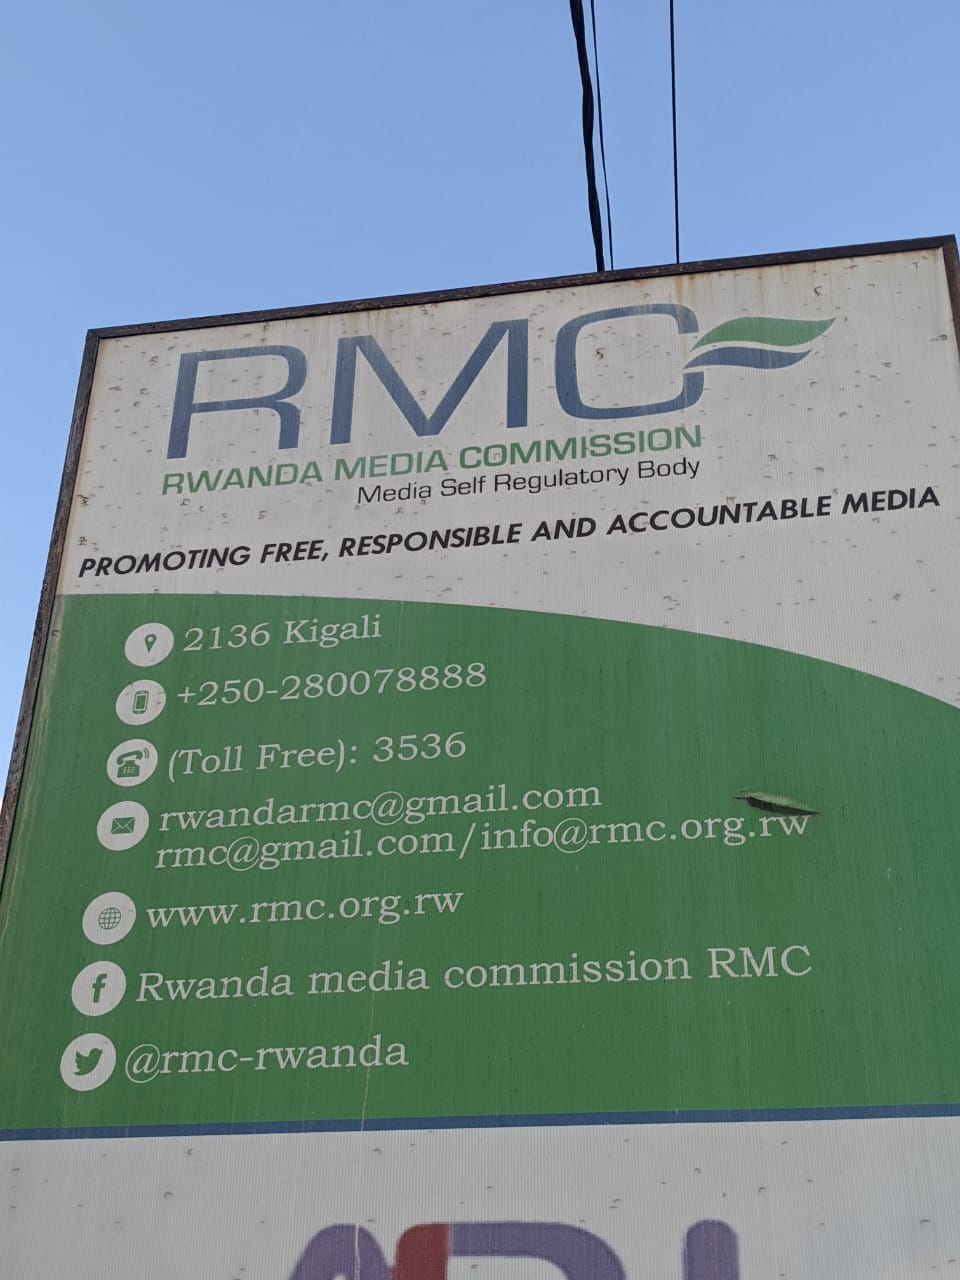 RMC
RWANDA MEDIA COMMISSION
Media Self Regulatory Body
PROMOTING FREE, RESPONSIBLE AND ACCOUNTABLE MEDIA
2136 Kigali
+250-280078888
(Toll Free): 3536
rwandarmc@gmail.com
rmc@gmail.com/info@rmc.org.rw
www.rmc.org.rw
Rwanda media commission RMC
@rmc-rwanda